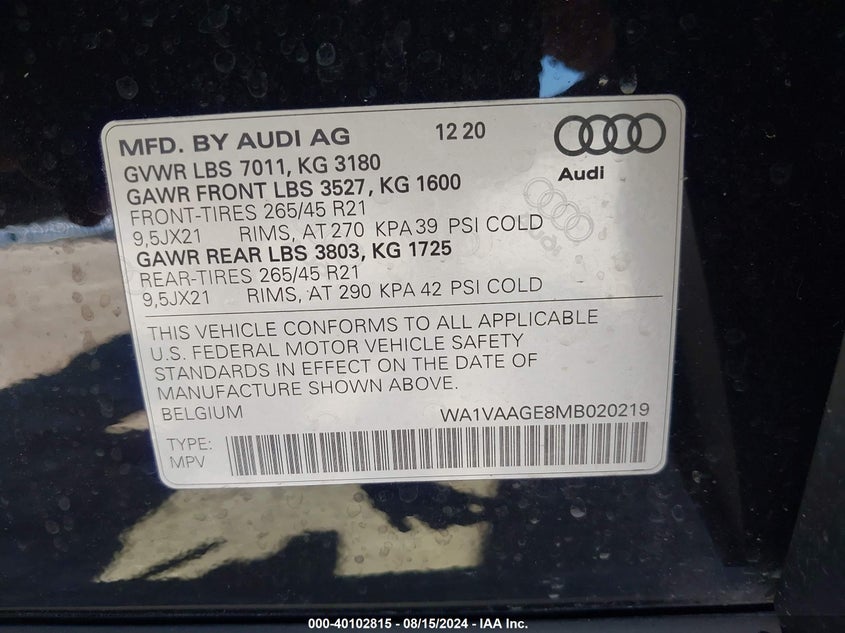 MFD. BY AUDI AG 12 20
Audi
GVWR LBS 7011, KG 3180
GAWR FRONT LBS 3527, KG 1600
FRONT-TIRES 265/45 R21
9,5JX21 RIMS, AT 270 KPA 39 PSI COLD
GAWR REAR LBS 3803, KG 1725
REAR-TIRES 265/45 R21
9,5JX21 RIMS, AT 290 KPA 42 PSI COLD
THIS VEHICLE CONFORMS TO ALL APPLICABLE
U.S. FEDERAL MOTOR VEHICLE SAFETY
STANDARDS IN EFFECT ON THE DATE OF
MANUFACTURE SHOWN ABOVE.
BELGIUM WA1VAAGE8MB020219
TYPE:
MPV
000-40102815 - 08/15/2024 - IAA Inc.